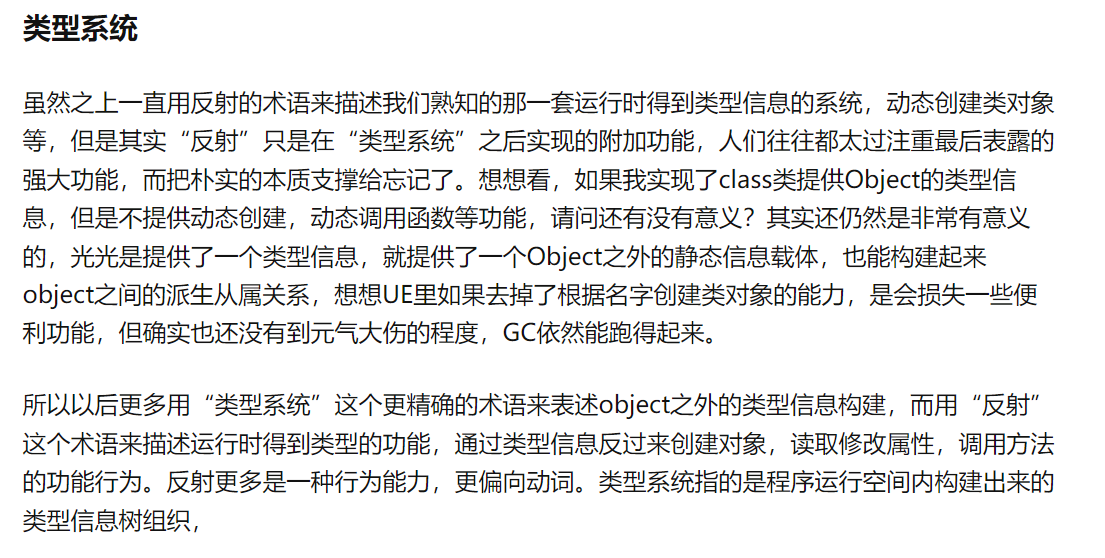 类型系统
虽然之上一直用反射的术语来描述我们熟知的那一套运行时得到类型信息的系统，动态创建类对象
等，但是其实“反射”只是在“类型系统”之后实现的附加功能，人们往往都太过注重最后表露的
强大功能，而把朴实的本质支撑给忘记了。想想看，如果我实现了class类提供Object的类型信
息，但是不提供动态创建，动态调用函数等功能，请问还有没有意义？其实还仍然是非常有意义
的，光光是提供了一个类型信息，就提供了一个Object之外的静态信息载体，也能构建起来
object之间的派生从属关系，想想UE里如果去掉了根据名字创建类对象的能力，是会损失一些便
利功能，但确实也还没有到元气大伤的程度，GC依然能跑得起来。
所以以后更多用“类型系统”这个更精确的术语来表述object之外的类型信息构建，而用“反射”
这个术语来描述运行时得到类型的功能，通过类型信息反过来创建对象，读取修改属性，调用方法
的功能行为。反射更多是一种行为能力，更偏向动词。类型系统指的是程序运行空间内构建出来的
类型信息树组织，